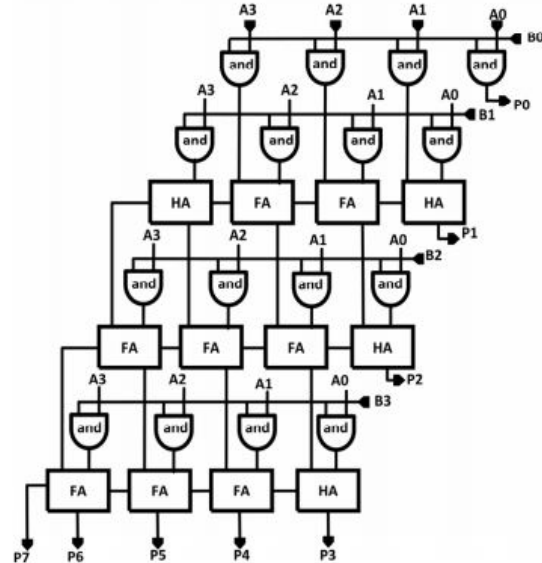 A3 A2 A1 A0
B0
and and and and
P0
A3 A2 A1 A0
B1
and and and and
HA FA FA HA
P1
A3 A2 A1 A0
B2
and and and and
FA FA FA HA
P2
A3 A2 A1 A0
B3
and and and and
FA FA FA HA
P7 P6 P5 P4 P3